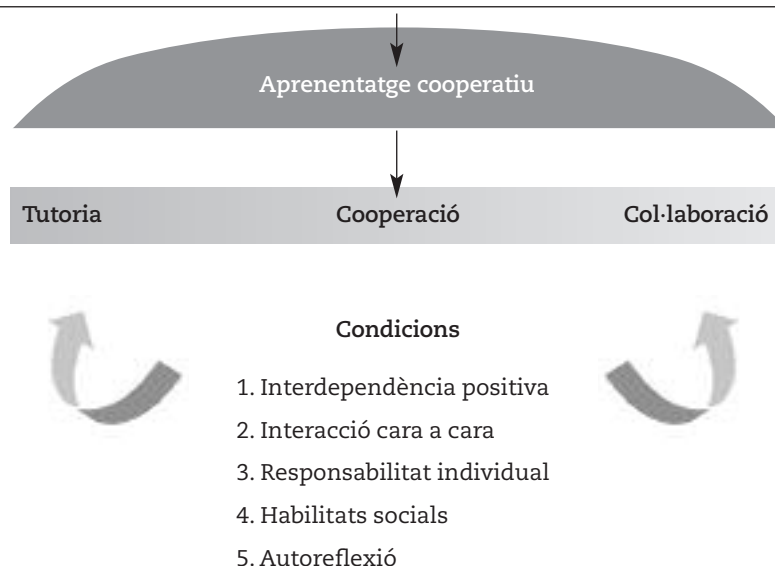 Aprenentatge cooperatiu
Tutoria Cooperació Col·laboració
Condicions
1. Interdependència positiva
2. Interacció cara a cara
3. Responsabilitat individual
4. Habilitats socials
5. Autoreflexió